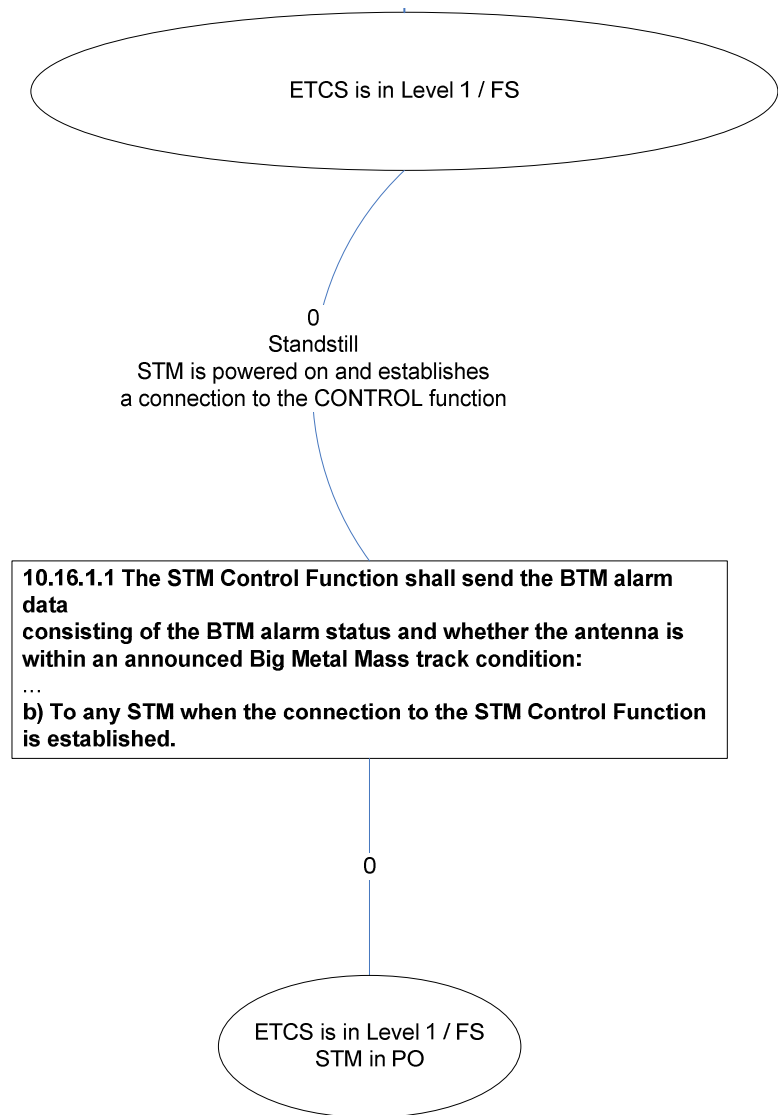 ETCS is in Level 1 / FS
0
Standstill
STM is powered on and establishes
a connection to the CONTROL function
10.16.1.1 The STM Control Function shall send the BTM alarm
data
consisting of the BTM alarm status and whether the antenna is
within an announced Big Metal Mass track condition:
...
b) To any STM when the connection to the STM Control Function
is established.
0
ETCS is in Level 1 / FS
STM in PO